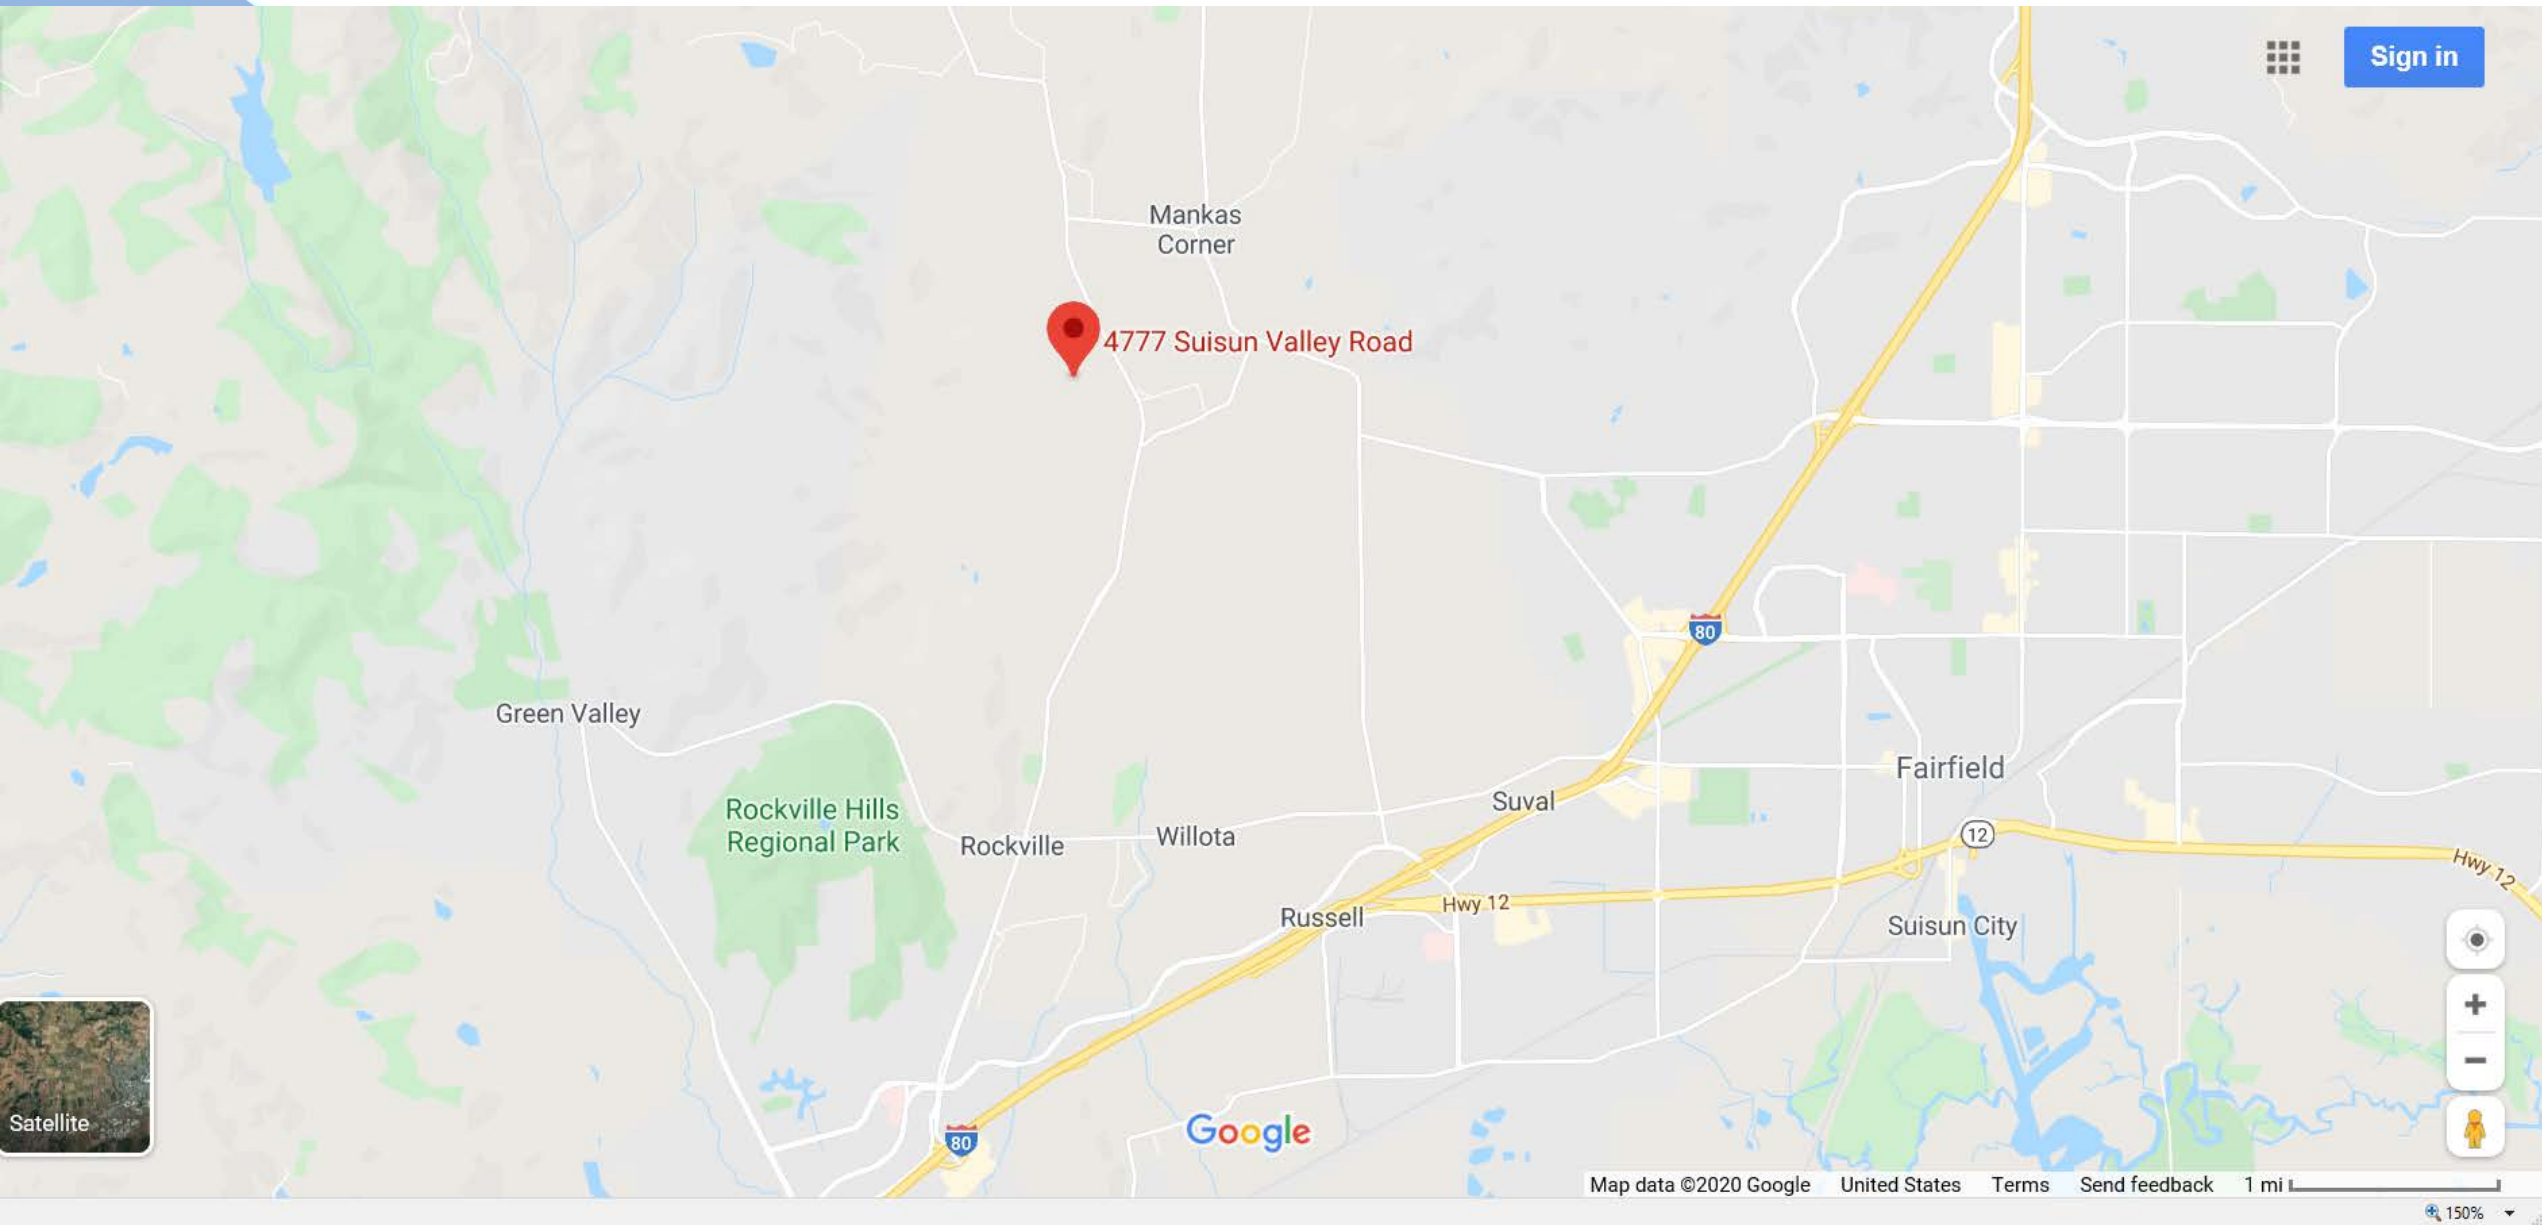 Sign in
Mankas
Corner
4777 Suisun Valley Road
80
Green Valley
Fairfield
Suval
Rockville Hills
Regional Park
Rockville
Willota
12
Hwy 12
Hwy 12
Russell
Suisun City
Satellite
80
Google
Map data ©2020 Google United States Terms Send feedback 1 mi
150%